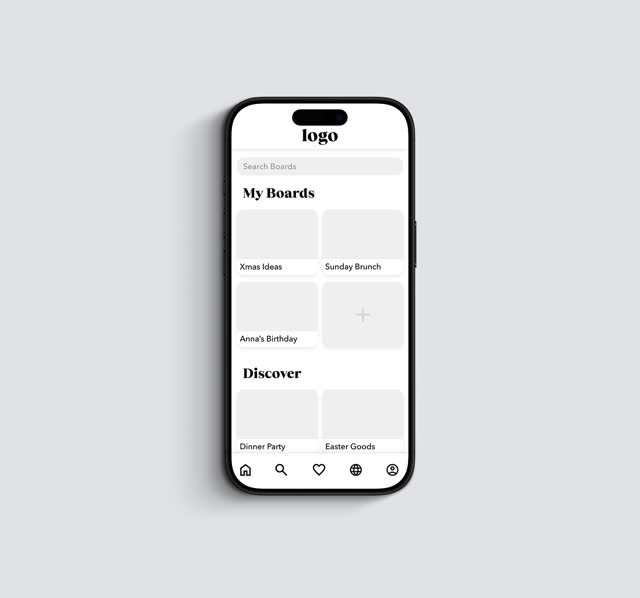 logo
Search Boards
My Boards
Xmas Ideas
Sunday Brunch
Anna's Birthday
Discover
Dinner Party
Easter Goods